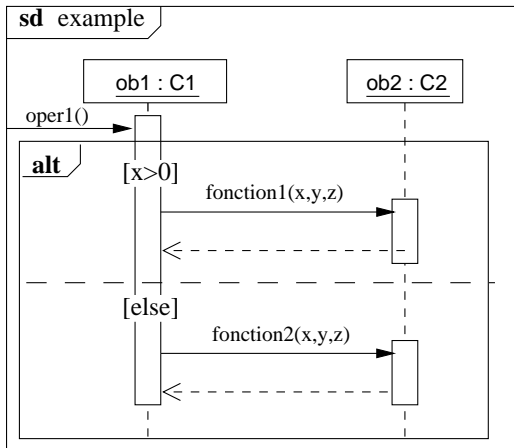 sd example
ob1 : C1
ob2 : C2
oper1()
alt
[x>0]
fonction1(x,y,z)
[else]
fonction2(x,y,z)